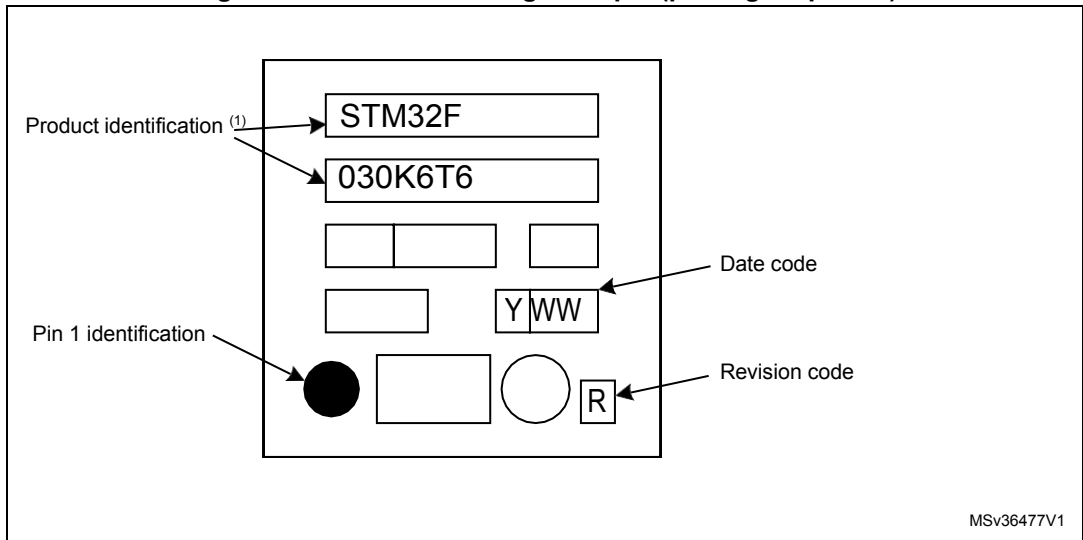 STM32F
Product identification (1)
030K6T6
Date code
Y WW
Pin 1 identification
Revision code
R
MSv36477V1